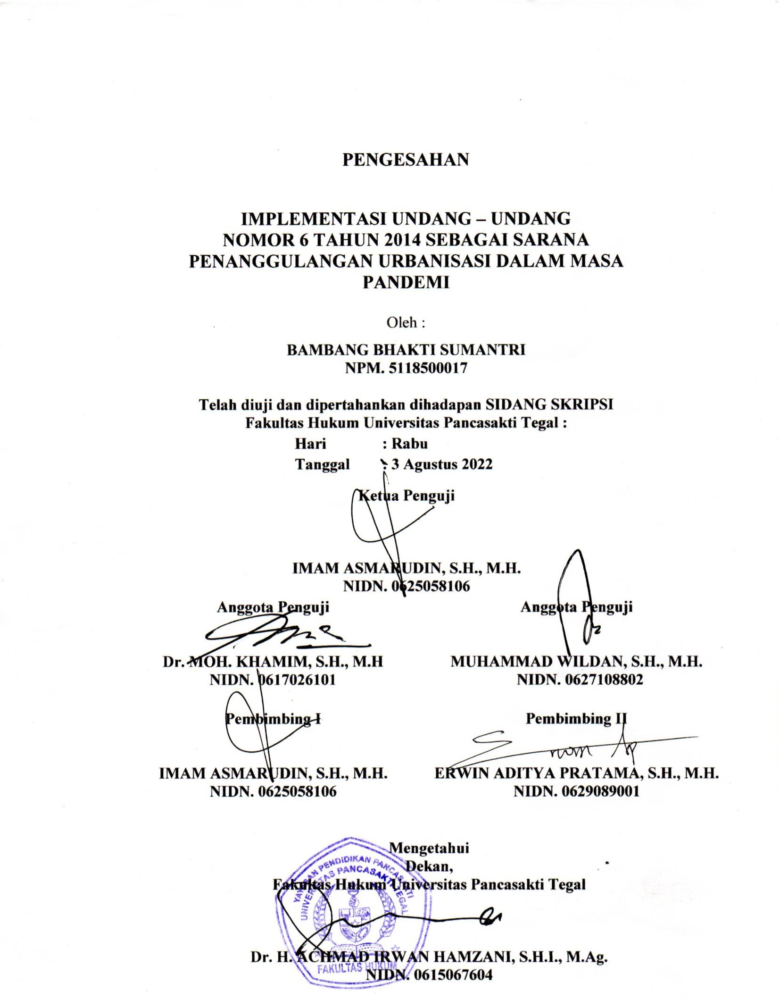 PENGESAHAN
IMPLEMENTASI UNDANG – UNDANG
NOMOR 6 TAHUN 2014 SEBAGAI SARANA
PENANGGULANGAN URBANISASI DALAM MASA
PANDEMI
Oleh :
BAMBANG BHAKTI SUMANTRI
NPM. 5118500017
Telah diuji dan dipertahankan dihadapan SIDANG SKRIPSI
Fakultas Hukum Universitas Pancasakti Tegal :
Hari : Rabu
Tanggal : 3 Agustus 2022
Ketua Penguji
IMAM ASMARUDIN, S.H., M.H.
NIDN. 0625058106
Anggota Penguji Anggota Penguji
Dr. MOH. KHAMIM, S.H., M.H MUHAMMAD WILDAN, S.H., M.H.
NIDN. 0617026101 NIDN. 0627108802
Pembimbing I Pembimbing II
IMAM ASMARUDIN, S.H., M.H. ERWIN ADITYA PRATAMA, S.H., M.H.
NIDN. 0625058106 NIDN. 0629089001
Mengetahui
Dekan,
Fakultas Hukum Universitas Pancasakti Tegal
YAYASAN PENDIDIKAN PANCASAKTI
UNIVERSITAS PANCASAKTI TEGAL
Dr. H. ACHMAD IRWAN HAMZANI, S.H.I., M.Ag.
FAKULTAS HUKUM
NIDN. 0615067604